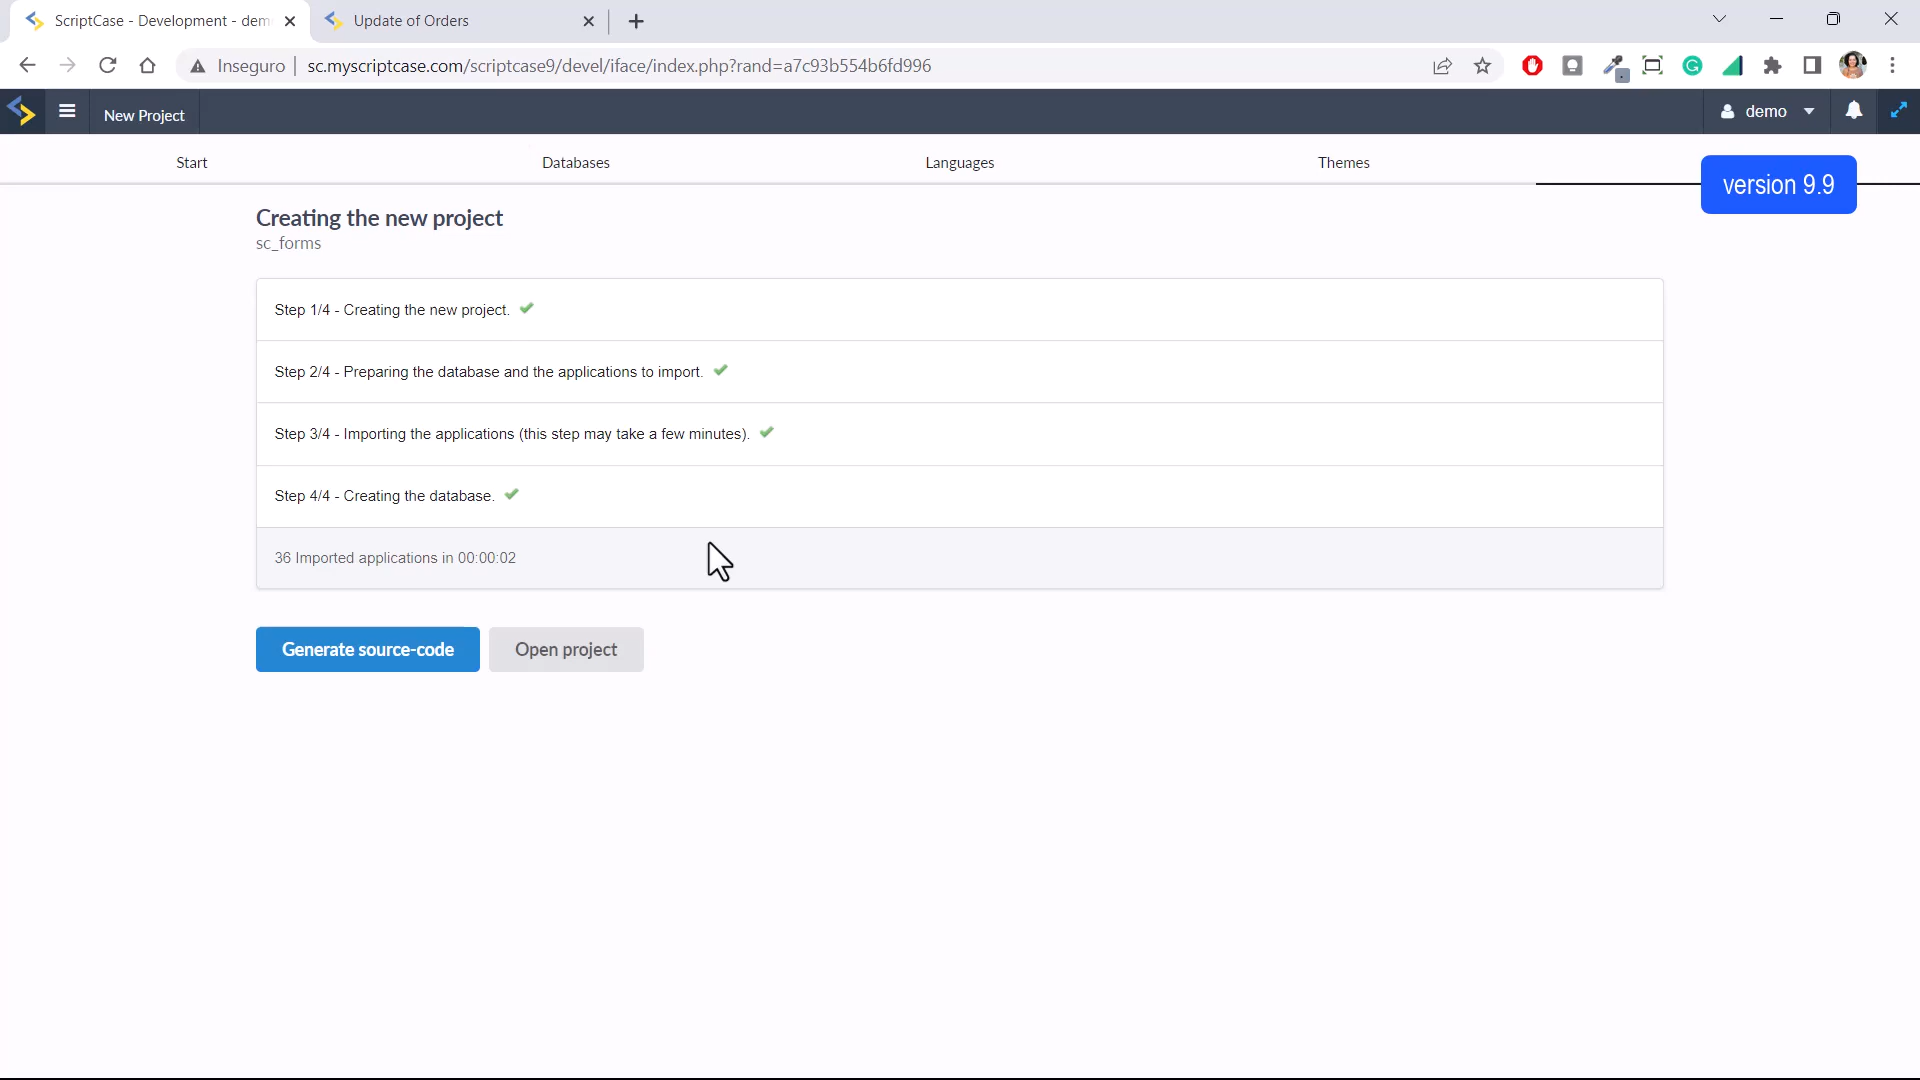 ScriptCase - Development - dem
Update of Orders
Inseguro
sc.myscriptcase.com/scriptcase9/devel/iface/index.php?rand=a7c93b554b6fd996
New Project
demo
Start
Databases
Languages
Themes
version 9.9
Creating the new project
sc_forms
Step 1/4 - Creating the new project.
Step 2/4 - Preparing the database and the applications to import.
Step 3/4 - Importing the applications (this step may take a few minutes).
Step 4/4 - Creating the database.
36 Imported applications in 00:00:02
Generate source-code
Open project